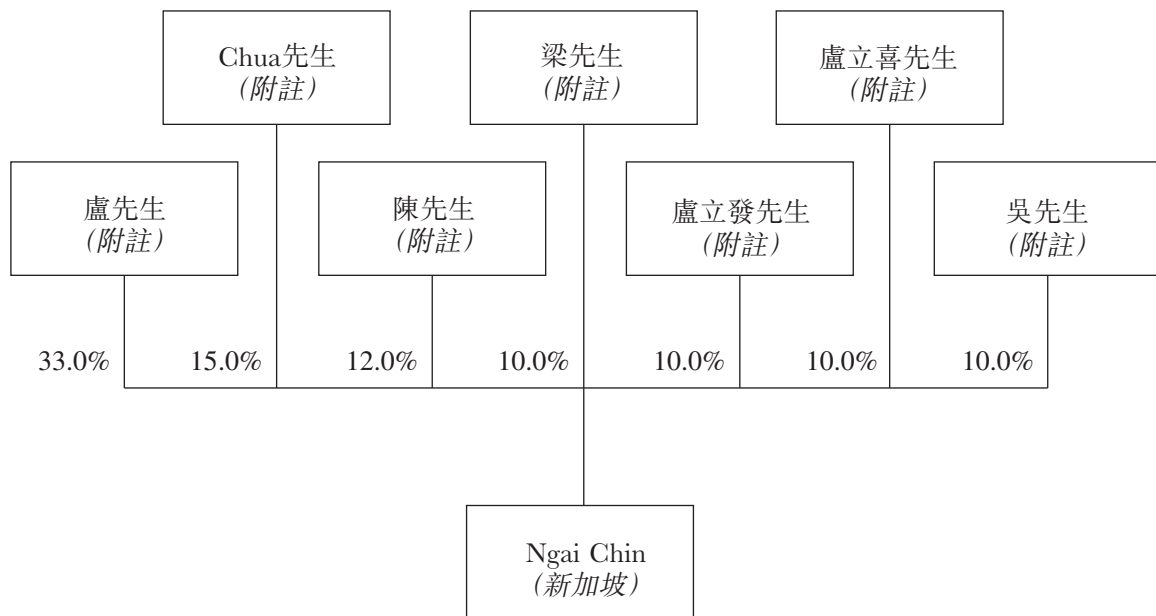 Chua先生
(附註)
梁先生
(附註)
盧立喜先生
(附註)
盧先生
(附註)
陳先生
(附註)
盧立發先生
(附註)
吳先生
(附註)
33.0%
15.0%
12.0%
10.0%
10.0%
10.0%
10.0%
Ngai Chin
(新加坡)